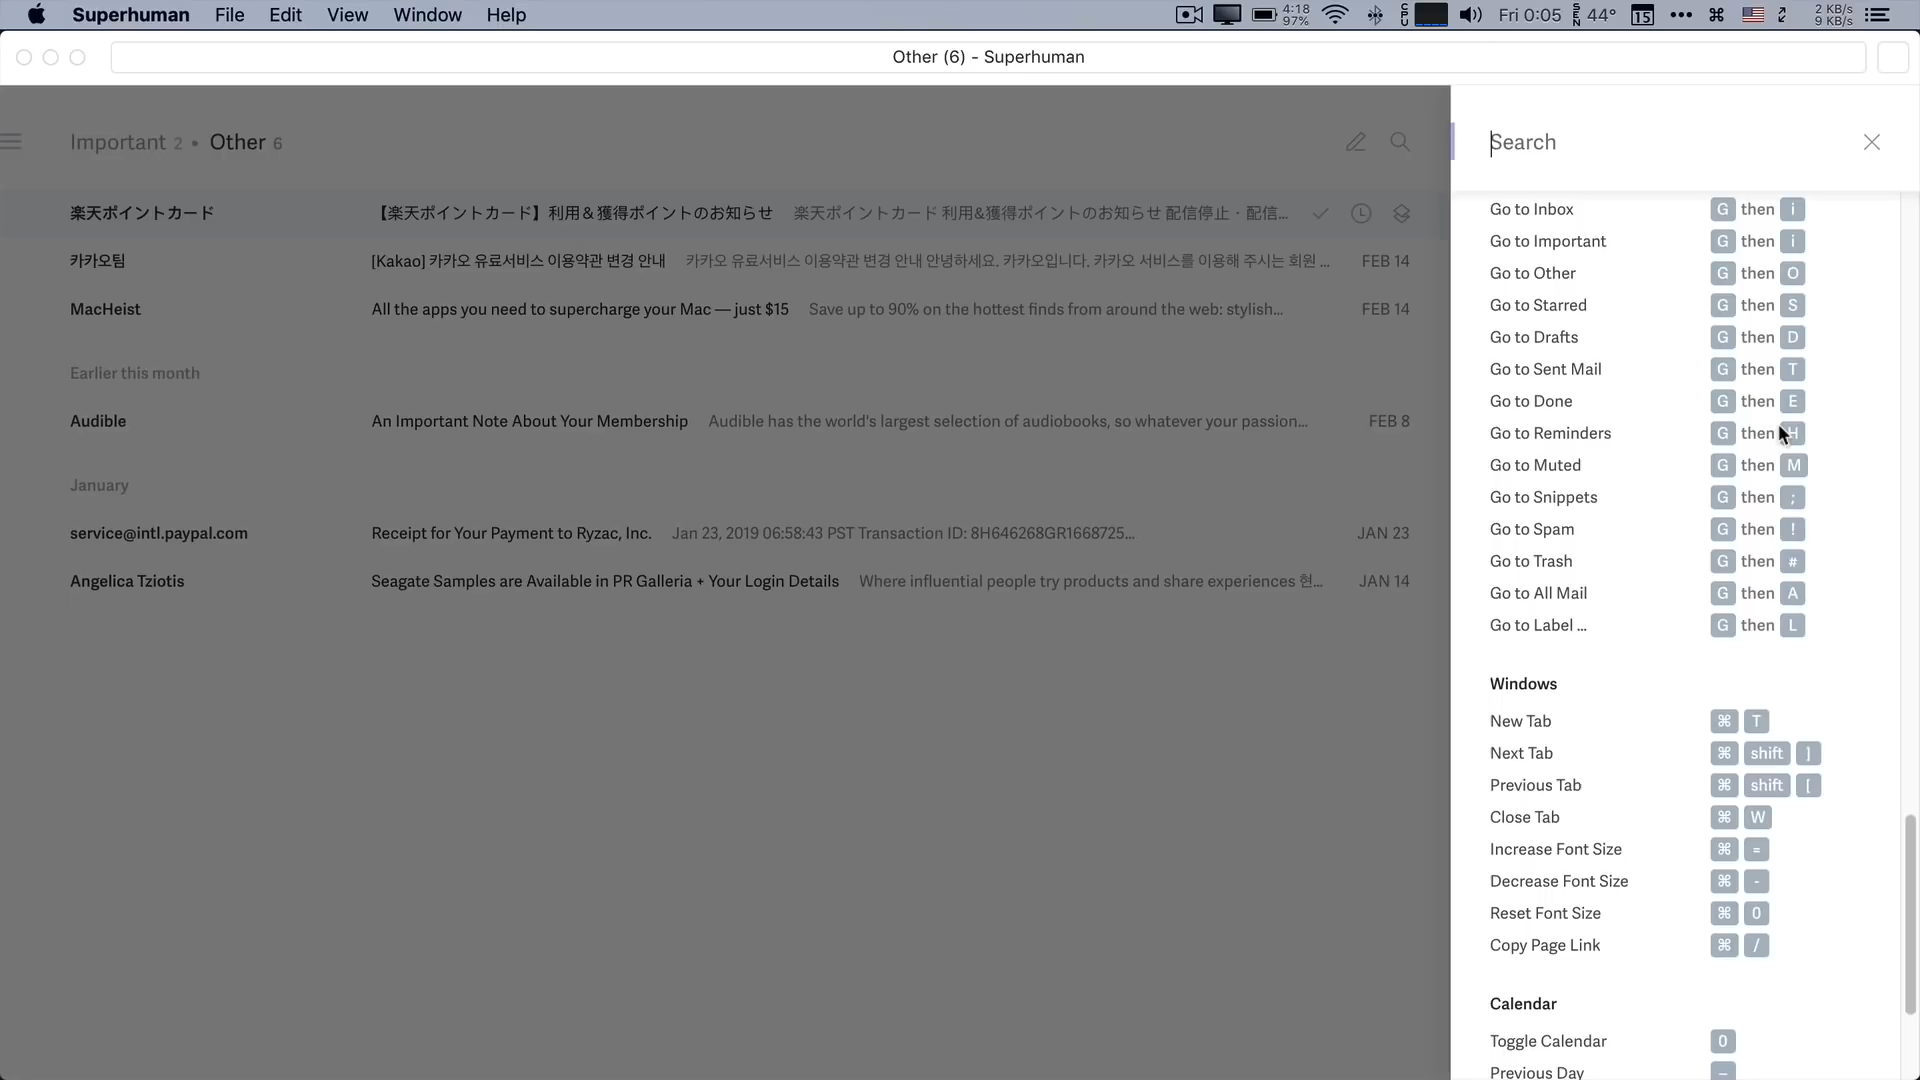 Superhuman File Edit View Window Help
4:18
97%
CPU
Fri 0:05
SEN
44°
15
2 KB/s
9 KB/s
Other (6) - Superhuman
Important 2 • Other 6
楽天ポイントカード 【楽天ポイントカード】利用＆獲得ポイントのお知らせ 楽天ポイントカード 利用&獲得ポイントのお知らせ 配信停止・配信...
카카오팀 [Kakao] 카카오 유료서비스 이용약관 변경 안내 카카오 유료서비스 이용약관 변경 안내 안녕하세요. 카카오입니다. 카카오 서비스를 이용해 주시는 회원 ... FEB 14
MacHeist All the apps you need to supercharge your Mac — just $15 Save up to 90% on the hottest finds from around the web: stylish... FEB 14
Earlier this month
Audible An Important Note About Your Membership Audible has the world's largest selection of audiobooks, so whatever your passion... FEB 8
January
service@intl.paypal.com Receipt for Your Payment to Ryzac, Inc. Jan 23, 2019 06:58:43 PST Transaction ID: 8H646268GR1668725... JAN 23
Angelica Tziotis Seagate Samples are Available in PR Galleria + Your Login Details Where influential people try products and share experiences 현... JAN 14
Search
Go to Inbox G then i
Go to Important G then i
Go to Other G then O
Go to Starred G then S
Go to Drafts G then D
Go to Sent Mail G then T
Go to Done G then E
Go to Reminders G then H
Go to Muted G then M
Go to Snippets G then ;
Go to Spam G then !
Go to Trash G then #
Go to All Mail G then A
Go to Label ... G then L
Windows
New Tab ⌘ T
Next Tab ⌘ shift ]
Previous Tab ⌘ shift [
Close Tab ⌘ W
Increase Font Size ⌘ =
Decrease Font Size ⌘ -
Reset Font Size ⌘ 0
Copy Page Link ⌘ /
Calendar
Toggle Calendar 0
Previous Day –